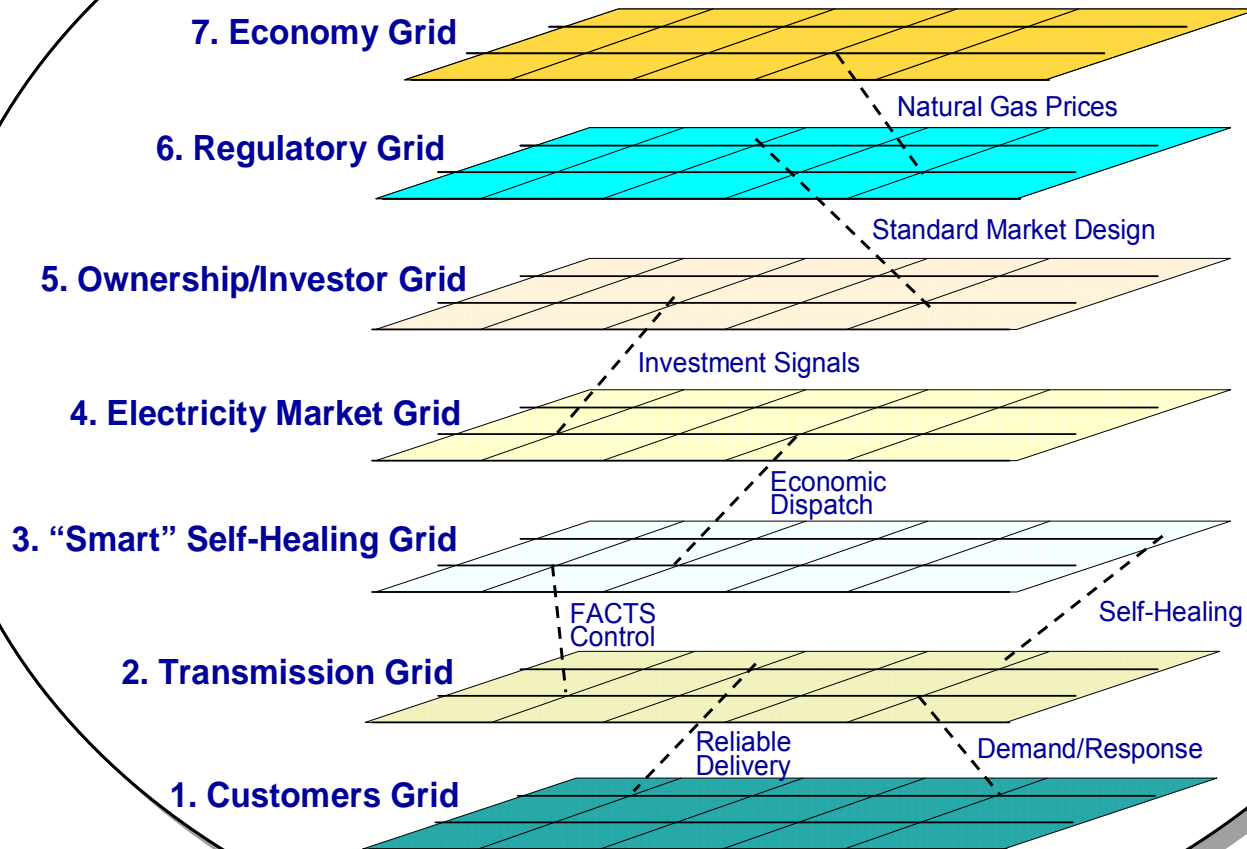 7. Economy Grid
Natural Gas Prices
6. Regulatory Grid
Standard Market Design
5. Ownership/Investor Grid
Investment Signals
4. Electricity Market Grid
Economic
Dispatch
3. “Smart” Self-Healing Grid
FACTS
Control
Self-Healing
2. Transmission Grid
Reliable
Delivery
Demand/Response
1. Customers Grid